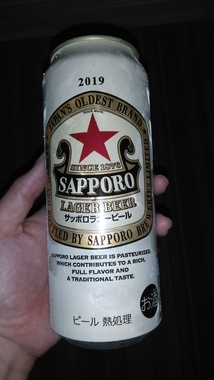 2019
JAPAN'S OLDEST BRAND
SINCE 1876
SAPPORO
LAGER BEER
サッポロラガービール
BY SAPPORO
SAPPORO LAGER BEER IS PASTEURIZED,
WHICH CONTRIBUTES TO A RICH,
FULL FLAVOR AND
A TRADITIONAL TASTE.
お酒
ビール 熱処理